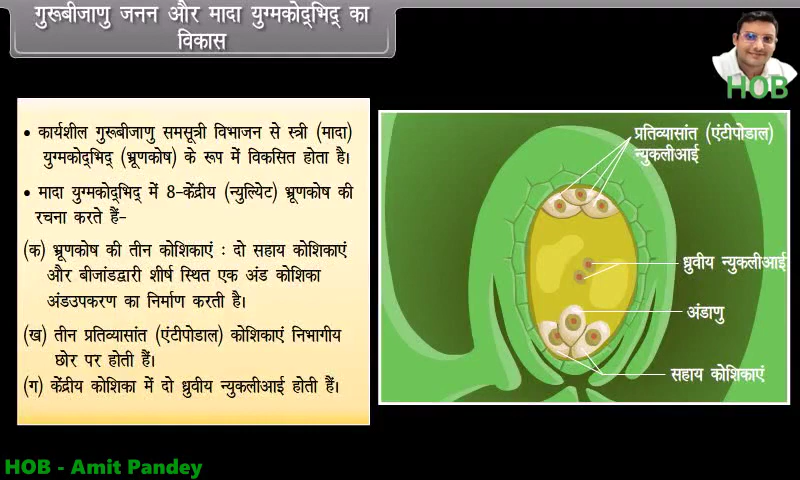 गुरूबीजाणु जनन और मादा युग्मकोद्‌भिद् का
विकास
HOB
• कार्यशील गुरूबीजाणु समसूत्री विभाजन से स्त्री (मादा)
युग्मकोद्‌भिद् (भ्रूणकोष) के रूप में विकसित होता है।
• मादा युग्मकोद्‌भिद् में 8-केंद्रीय (न्युल्यिेट) भ्रूणकोष की
रचना करते हैं-
(क) भ्रूणकोष की तीन कोशिकाएं : दो सहाय कोशिकाएं
और बीजांडद्वारी शीर्ष स्थित एक अंड कोशिका
अंडउपकरण का निर्माण करती है।
(ख) तीन प्रतिव्यासांत (एंटीपोडाल) कोशिकाएं निभागीय
छोर पर होती हैं।
(ग) केंद्रीय कोशिका में दो ध्रुवीय न्युकलीआई होती हैं।
प्रतिव्यासांत (एंटीपोडाल)
न्युकलीआई
ध्रुवीय न्युकलीआई
अंडाणु
सहाय कोशिकाएं
HOB - Amit Pandey